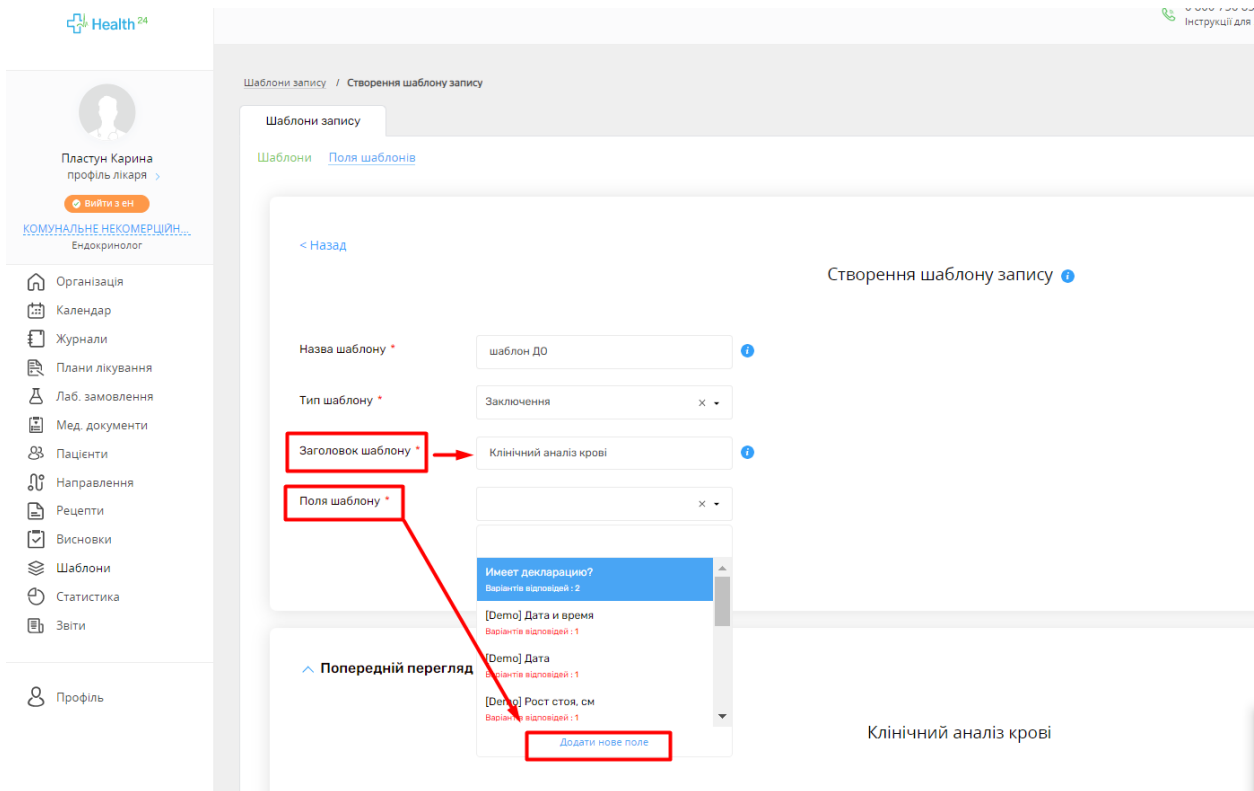 Health 24
Інструкції для
Шаблони запису / Створення шаблону запису
Шаблони запису
Шаблони Поля шаблонів
Пластун Карина
профіль лікаря >
Вийти з еН
КОМУНАЛЬНЕ НЕКОМЕРЦІЙН...
Ендокринолог
Організація
Календар
Журнали
Плани лікування
Лаб. замовлення
Мед. документи
Пацієнти
Направлення
Рецепти
Висновки
Шаблони
Статистика
Звіти
Профіль
< Назад
Створення шаблону запису
Назва шаблону * шаблон ДО
Тип шаблону * Заключення
Заголовок шаблону * Клінічний аналіз крові
Поля шаблону *
Имеет декларацию?
Варіантів відповідей : 2
[Demo] Дата и время
Варіантів відповідей : 1
[Demo] Дата
Варіантів відповідей : 1
[Demo] Рост стоя, см
Варіантів відповідей : 1
Додати нове поле
Попередній перегляд
Клінічний аналіз крові